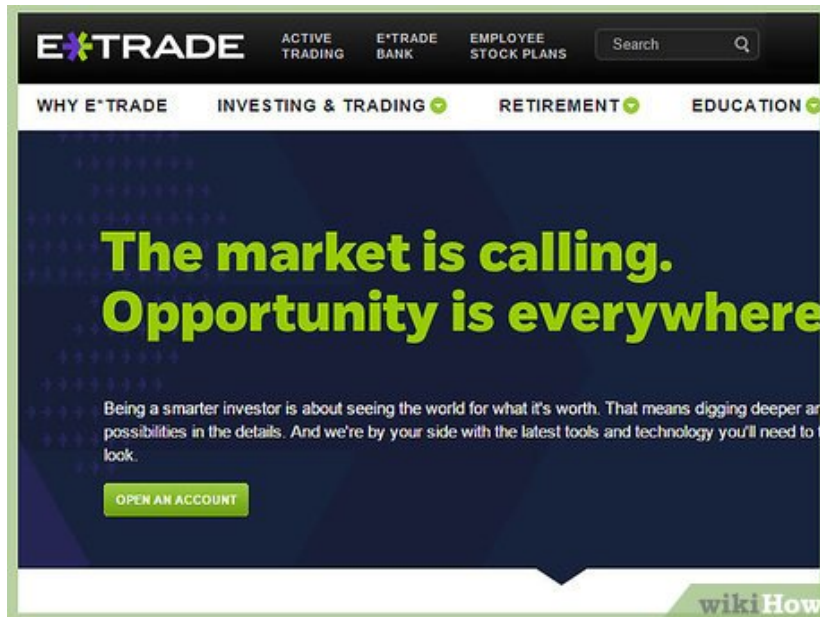 E*TRADE
ACTIVE TRADING
E*TRADE BANK
EMPLOYEE STOCK PLANS
Search
WHY E*TRADE
INVESTING & TRADING
RETIREMENT
EDUCATION
The market is calling.
Opportunity is everywhere
Being a smarter investor is about seeing the world for what it's worth. That means digging deeper
possibilities in the details. And we're by your side with the latest tools and technology you'll need to
look.
OPEN AN ACCOUNT
wikiHow